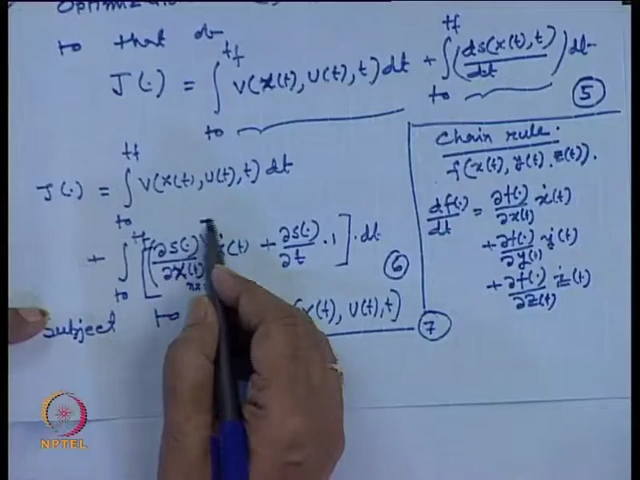 to that
J(·) = ∫ t0 tf V(x(t), u(t), t) dt + ∫ t0 tf (ds(x(t), t)/dt) dt
5
Chain rule.
f(x(t), y(t), z(t)).
J(·) = ∫ t0 tf V(x(t), u(t), t) dt
df(·)/dt = ∂f(·)/∂x(t) ẋ(t)
+ ∂f(·)/∂y(t) ẏ(t)
+ ∂f(·)/∂z(t) ż(t)
+ ∫ t0 tf [(∂s(·)/∂x(t) (t) + ∂s(·)/∂t · 1] · dt
6
Subject to x(t), u(t), t]
7
NPTEL